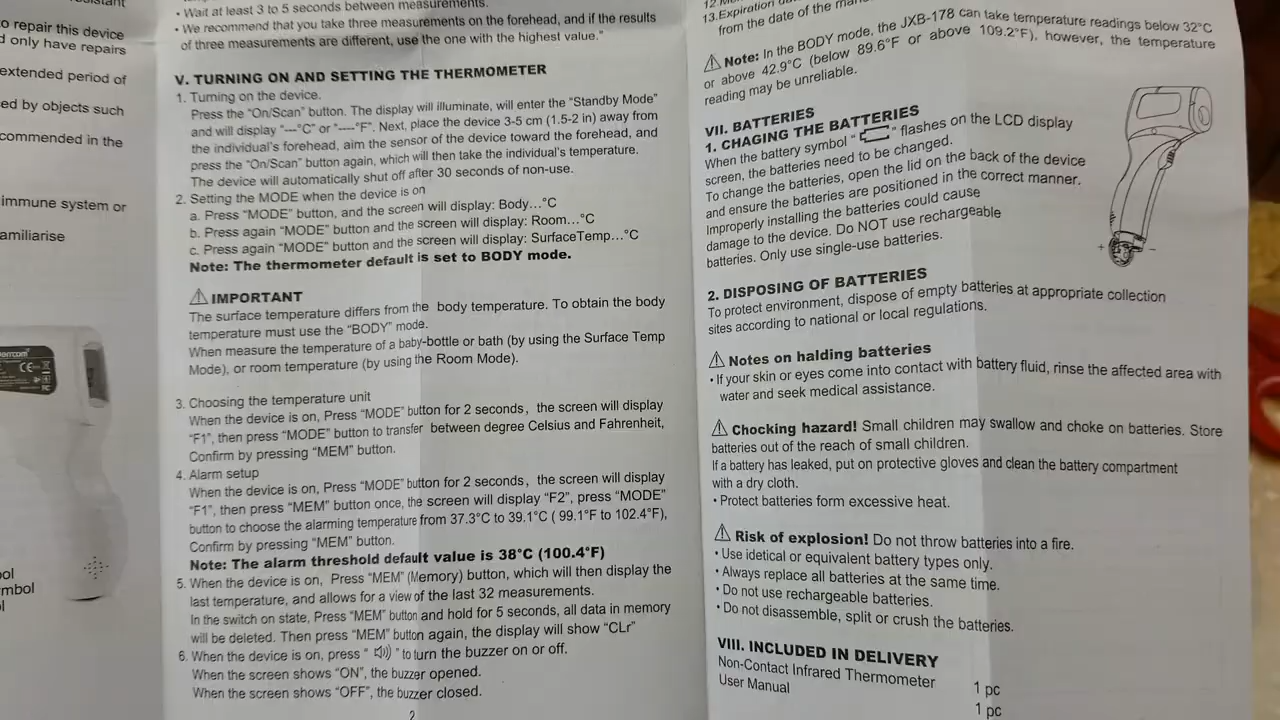 o repair this device
d only have repairs
extended period of
ed by objects such
commended in the
immune system or
amiliarise
ol
mbol
• Wait at least 3 to 5 seconds between measurements.
• We recommend that you take three measurements on the forehead, and if the results
of three measurements are different, use the one with the highest value."
V. TURNING ON AND SETTING THE THERMOMETER
1. Turning on the device.
Press the "On/Scan" button. The display will illuminate, will enter the "Standby Mode"
and will display "---°C" or "----°F". Next, place the device 3-5 cm (1.5-2 in) away from
the individual's forehead, aim the sensor of the device toward the forehead, and
press the "On/Scan" button again, which will then take the individual's temperature.
The device will automatically shut off after 30 seconds of non-use.
2. Setting the MODE when the device is on
a. Press "MODE" button, and the screen will display: Body...°C
b. Press again "MODE" button and the screen will display: Room...°C
c. Press again "MODE" button and the screen will display: SurfaceTemp...°C
Note: The thermometer default is set to BODY mode.
⚠ IMPORTANT
The surface temperature differs from the body temperature. To obtain the body
temperature must use the "BODY" mode.
When measure the temperature of a baby-bottle or bath (by using the Surface Temp
Mode), or room temperature (by using the Room Mode).
3. Choosing the temperature unit
When the device is on, Press "MODE" button for 2 seconds, the screen will display
"F1", then press "MODE" button to transfer between degree Celsius and Fahrenheit,
Confirm by pressing "MEM" button.
4. Alarm setup
When the device is on, Press "MODE" button for 2 seconds, the screen will display
"F1", then press "MEM" button once, the screen will display "F2", press "MODE"
button to choose the alarming temperature from 37.3°C to 39.1°C ( 99.1°F to 102.4°F),
Confirm by pressing "MEM" button.
Note: The alarm threshold default value is 38°C (100.4°F)
5. When the device is on, Press "MEM" (Memory) button, which will then display the
last temperature, and allows for a view of the last 32 measurements.
In the switch on state, Press "MEM" button and hold for 5 seconds, all data in memory
will be deleted. Then press "MEM" button again, the display will show "CLr"
6. When the device is on, press " " to turn the buzzer on or off.
When the screen shows "ON", the buzzer opened.
When the screen shows "OFF", the buzzer closed.
2
13.Expiration
from the date of the
⚠ Note: In the BODY mode, the JXB-178 can take temperature readings below 32°C
or above 42.9°C (below 89.6°F or above 109.2°F), however, the temperature
reading may be unreliable.
VII. BATTERIES
1. CHAGING THE BATTERIES
When the battery symbol " " flashes on the LCD display
screen, the batteries need to be changed.
To change the batteries, open the lid on the back of the device
and ensure the batteries are positioned in the correct manner.
Improperly installing the batteries could cause
damage to the device. Do NOT use rechargeable
batteries. Only use single-use batteries.
+ −
2. DISPOSING OF BATTERIES
To protect environment, dispose of empty batteries at appropriate collection
sites according to national or local regulations.
⚠ Notes on halding batteries
• If your skin or eyes come into contact with battery fluid, rinse the affected area with
water and seek medical assistance.
⚠ Chocking hazard! Small children may swallow and choke on batteries. Store
batteries out of the reach of small children.
If a battery has leaked, put on protective gloves and clean the battery compartment
with a dry cloth.
• Protect batteries form excessive heat.
⚠ Risk of explosion! Do not throw batteries into a fire.
• Use idetical or equivalent battery types only.
• Always replace all batteries at the same time.
• Do not use rechargeable batteries.
• Do not disassemble, split or crush the batteries.
VIII. INCLUDED IN DELIVERY
Non-Contact Infrared Thermometer 1 pc
User Manual 1 pc